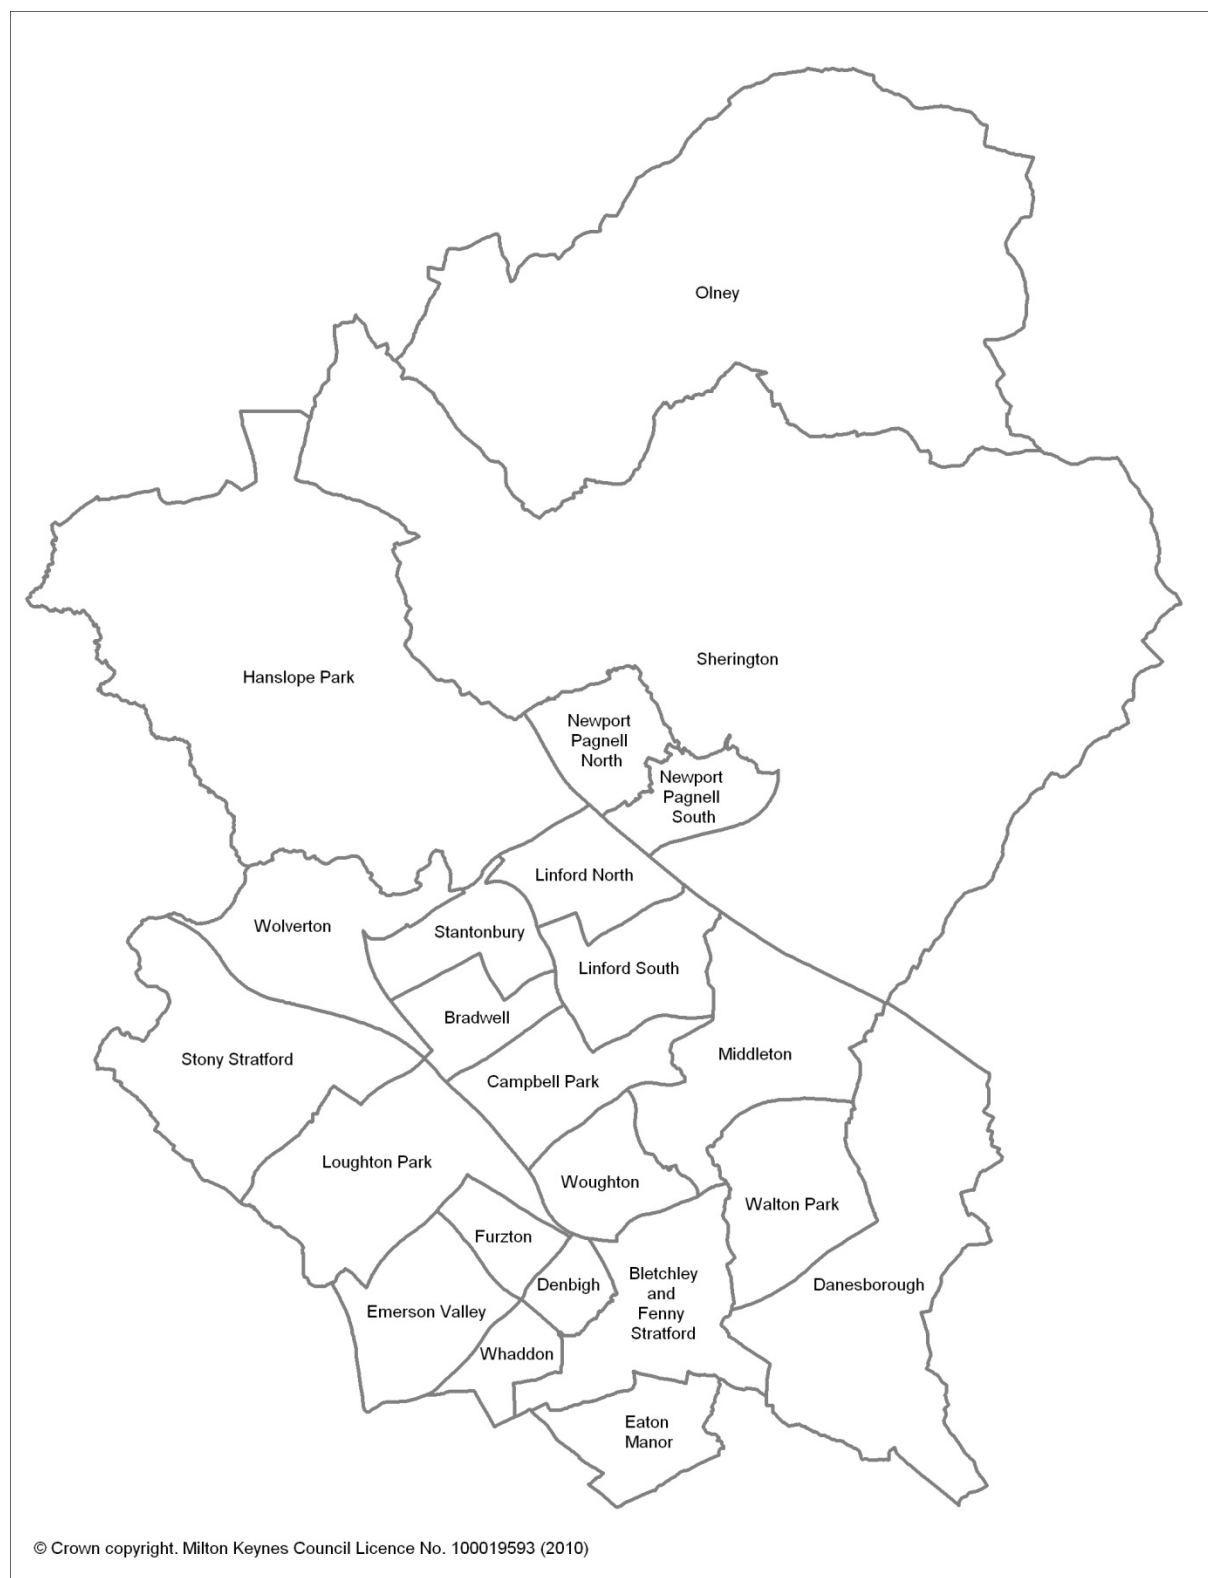 Olney
Sherington
Hanslope Park
Newport
Pagnell
North
Newport
Pagnell
South
Linford North
Wolverton
Stantonbury
Linford South
Bradwell
Stony Stratford
Middleton
Campbell Park
Loughton Park
Woughton
Walton Park
Furzton
Denbigh
Bletchley
and
Fenny
Stratford
Danesborough
Emerson Valley
Whaddon
Eaton
Manor
© Crown copyright. Milton Keynes Council Licence No. 100019593 (2010)